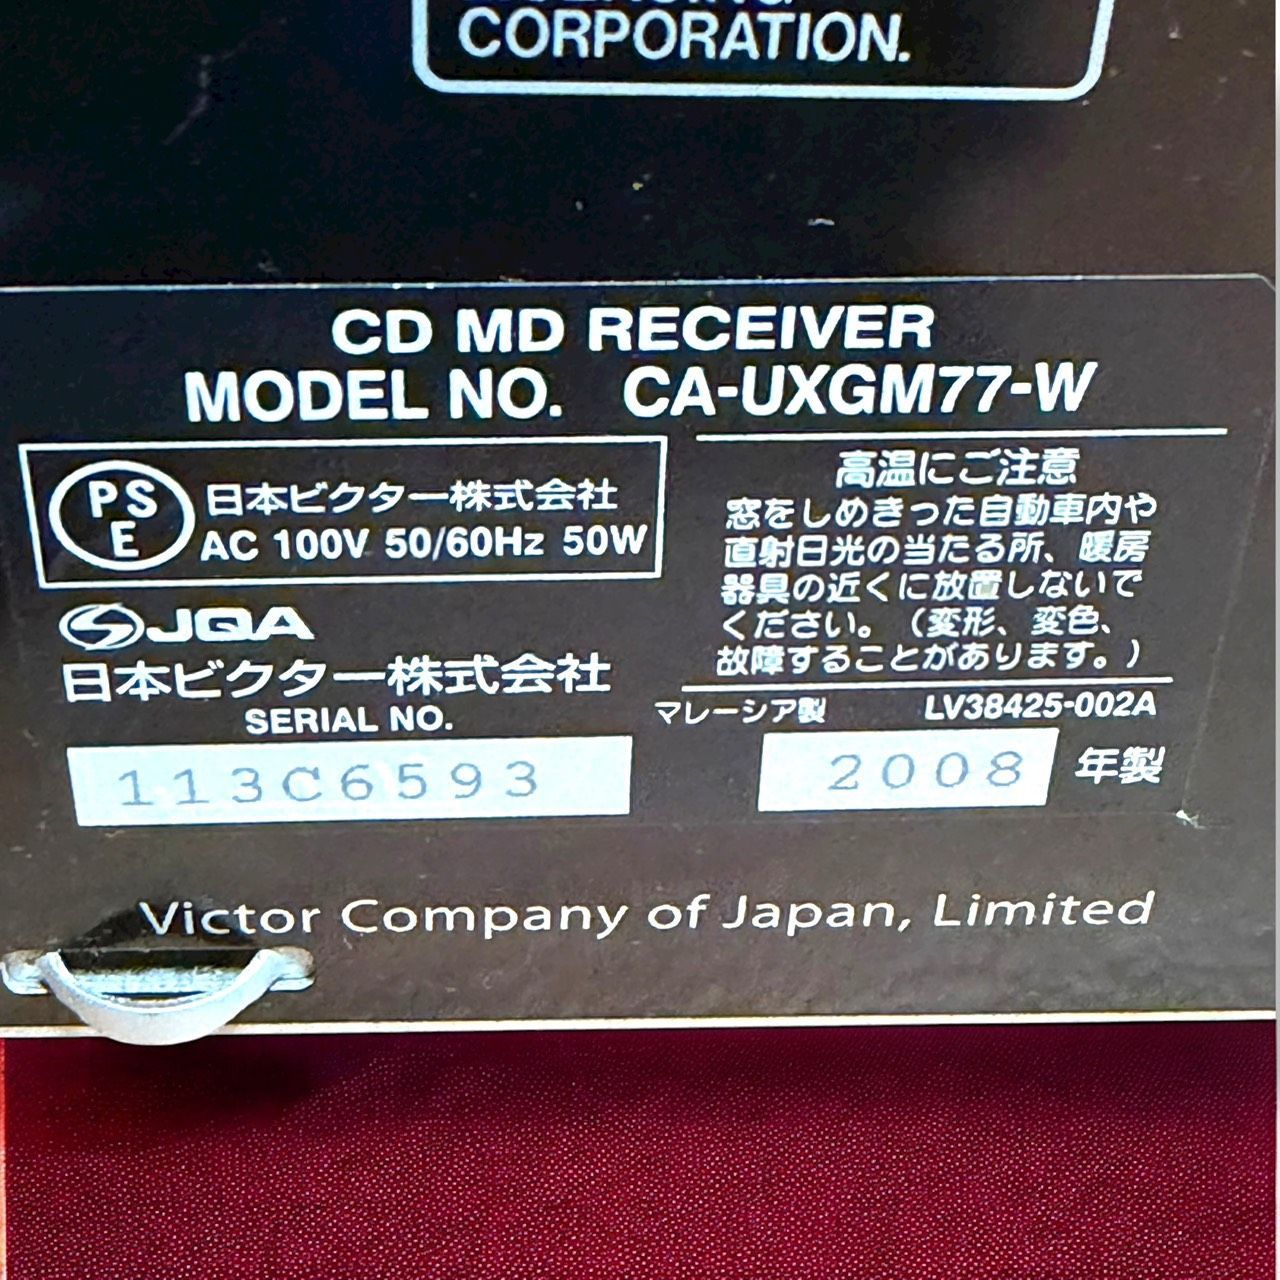 CORPORATION.
CD MD RECEIVER
MODEL NO. CA-UXGM77-W
PS
E
日本ビクター株式会社
AC 100V 50/60Hz 50W
JQA
日本ビクター株式会社
SERIAL NO.
113C6593
高温にご注意
窓をしめきった自動車内や
直射日光の当たる所、暖房
器具の近くに放置しないで
ください。(変形、変色、
故障することがあります。)
マレーシア製 LV38425-002A
2008 年製
Victor Company of Japan, Limited